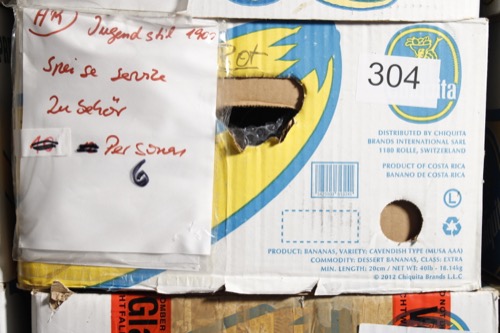 Jugendstil 1902
Speise service
Zubehör
Personen
6
Rot
304
DISTRIBUTED BY CHIQUITA
BRANDS INTERNATIONAL SARL
1180 ROLLE, SWITZERLAND
PRODUCT OF COSTA RICA
BANANO DE COSTA RICA
L
PRODUCT: BANANAS, VARIETY: CAVENDISH TYPE (MUSA AAA)
COMMODITY: DESSERT BANANAS, CLASS: EXTRA
MIN. LENGTH; 20cm / NET WT: 40lb - 18.14kg
© 2012 Chiquita Brands L.L.C